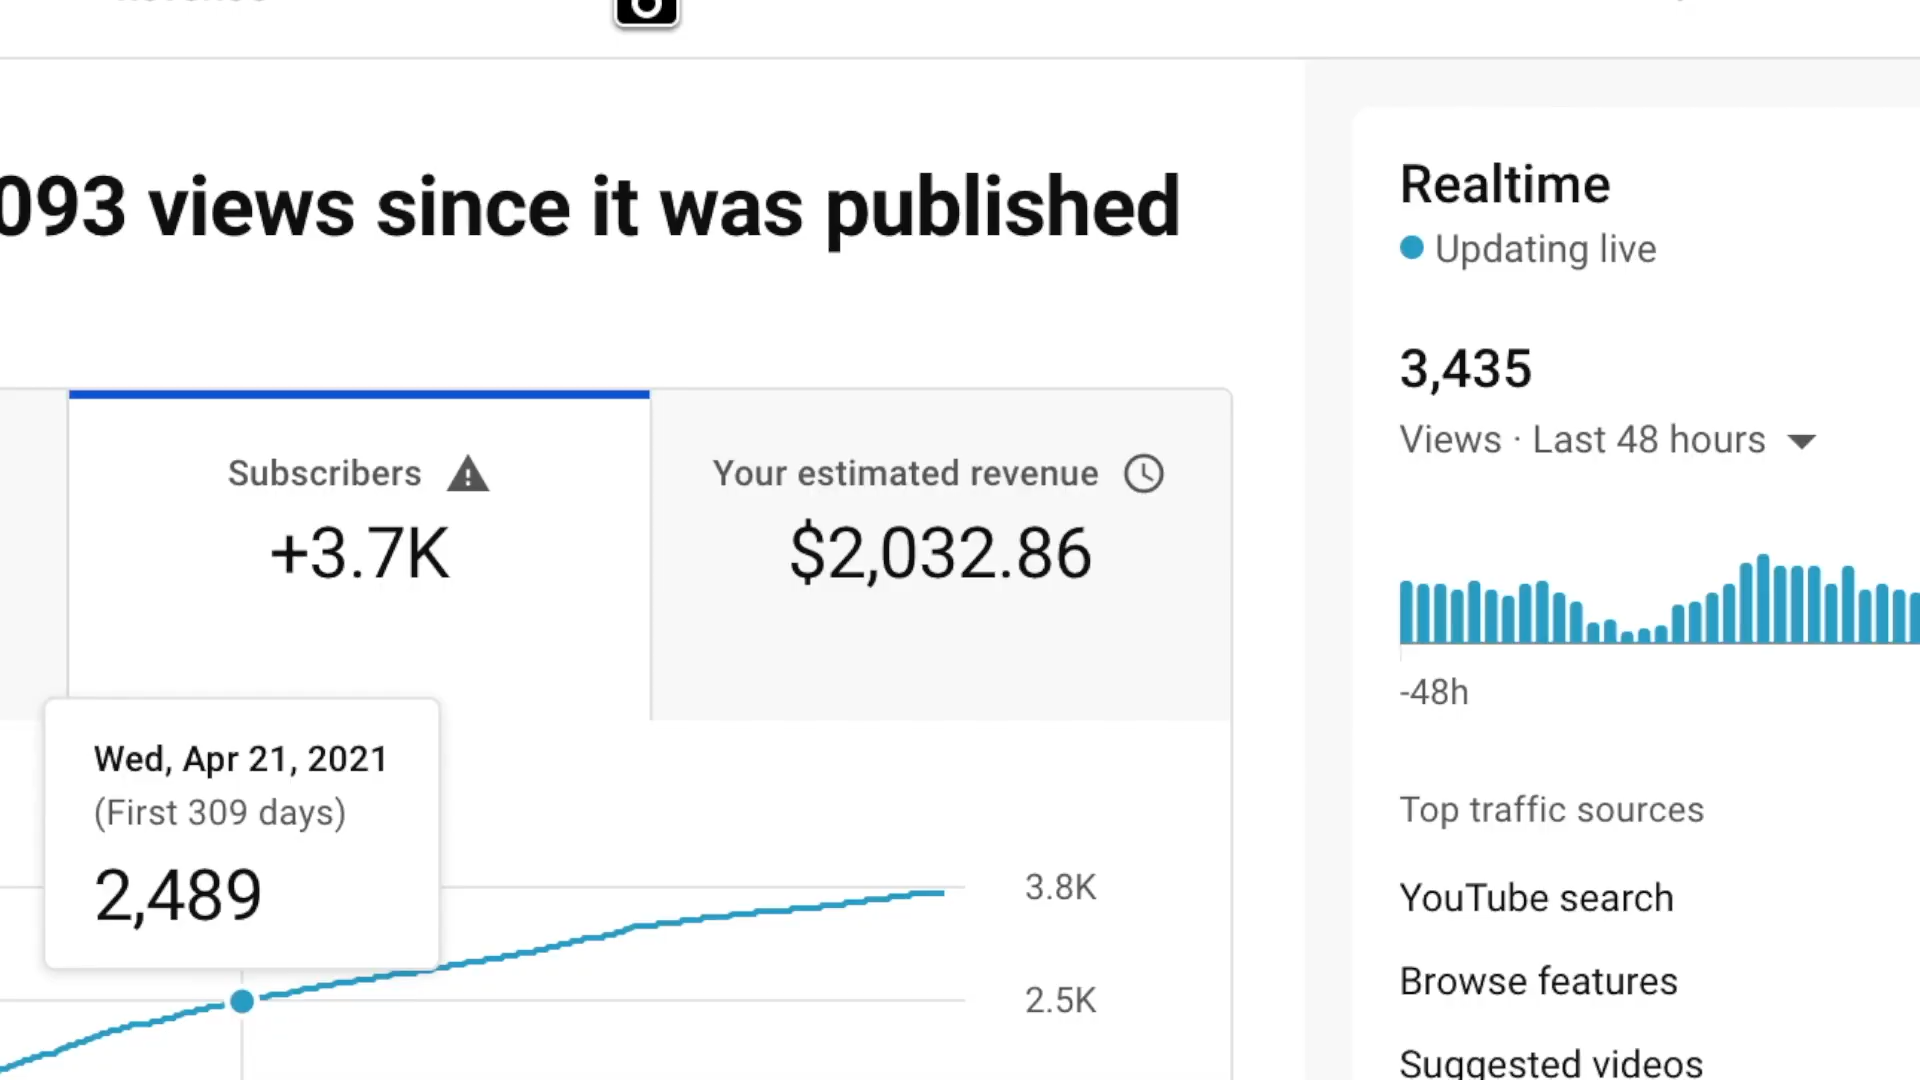 093 views since it was published
Subscribers
+3.7K
Your estimated revenue
$2,032.86
Wed, Apr 21, 2021
(First 309 days)
2,489
3.8K
2.5K
Realtime
Updating live
3,435
Views · Last 48 hours
-48h
Top traffic sources
YouTube search
Browse features
Suggested videos